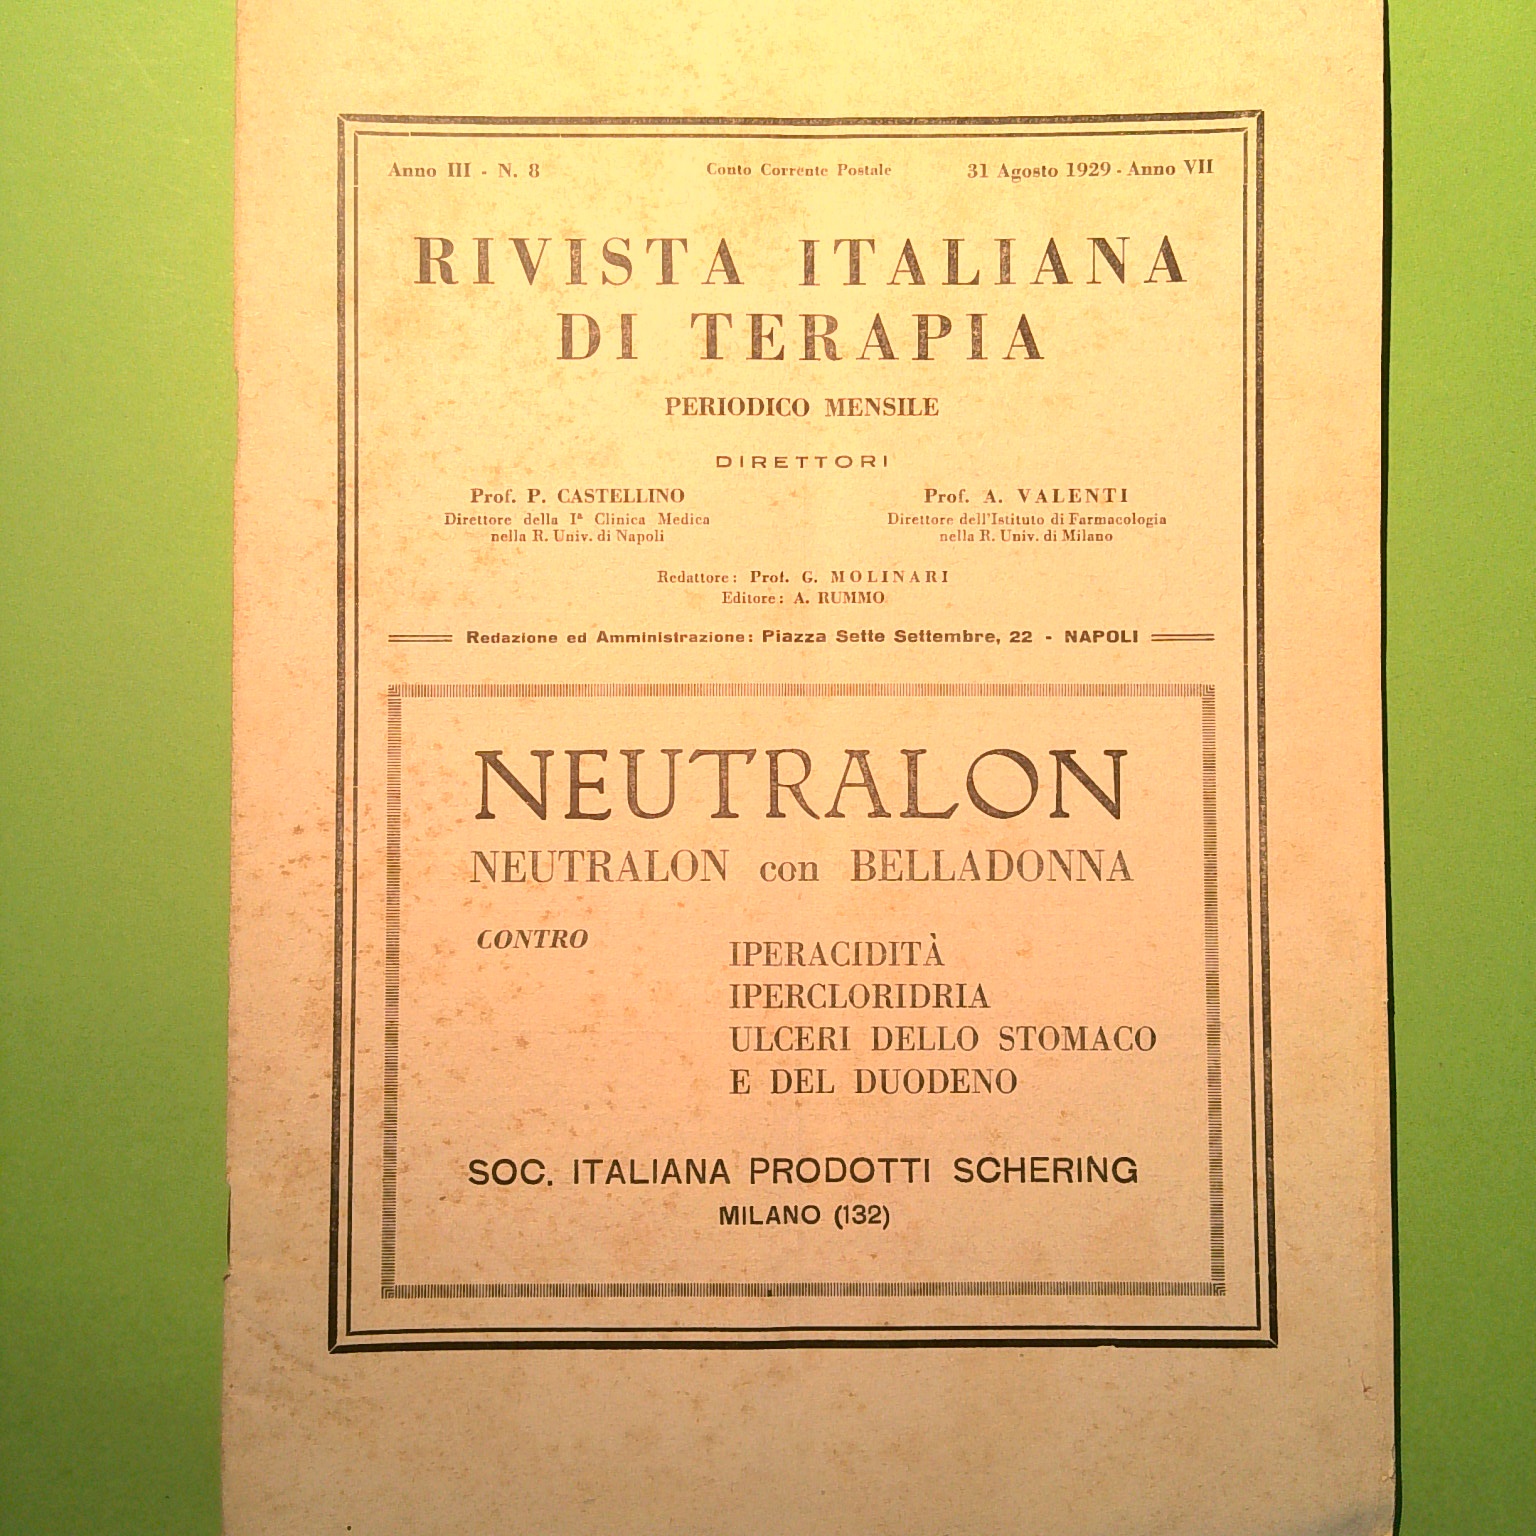 Anno III - N. 8 Conto Corrente Postale 31 Agosto 1929 - Anno VII
RIVISTA ITALIANA
DI TERAPIA
PERIODICO MENSILE
DIRETTORI
Prof. P. CASTELLINO Prof. A. VALENTI
Direttore della Iª Clinica Medica Direttore dell'Istituto di Farmacologia
nella R. Univ. di Napoli nella R. Univ. di Milano
Redattore: Prof. G. MOLINARI
Editore: A. RUMMO
Redazione ed Amministrazione: Piazza Sette Settembre, 22 - NAPOLI
NEUTRALON
NEUTRALON con BELLADONNA
CONTRO
IPERACIDITÀ
IPERCLORIDRIA
ULCERI DELLO STOMACO
E DEL DUODENO
SOC. ITALIANA PRODOTTI SCHERING
MILANO (132)